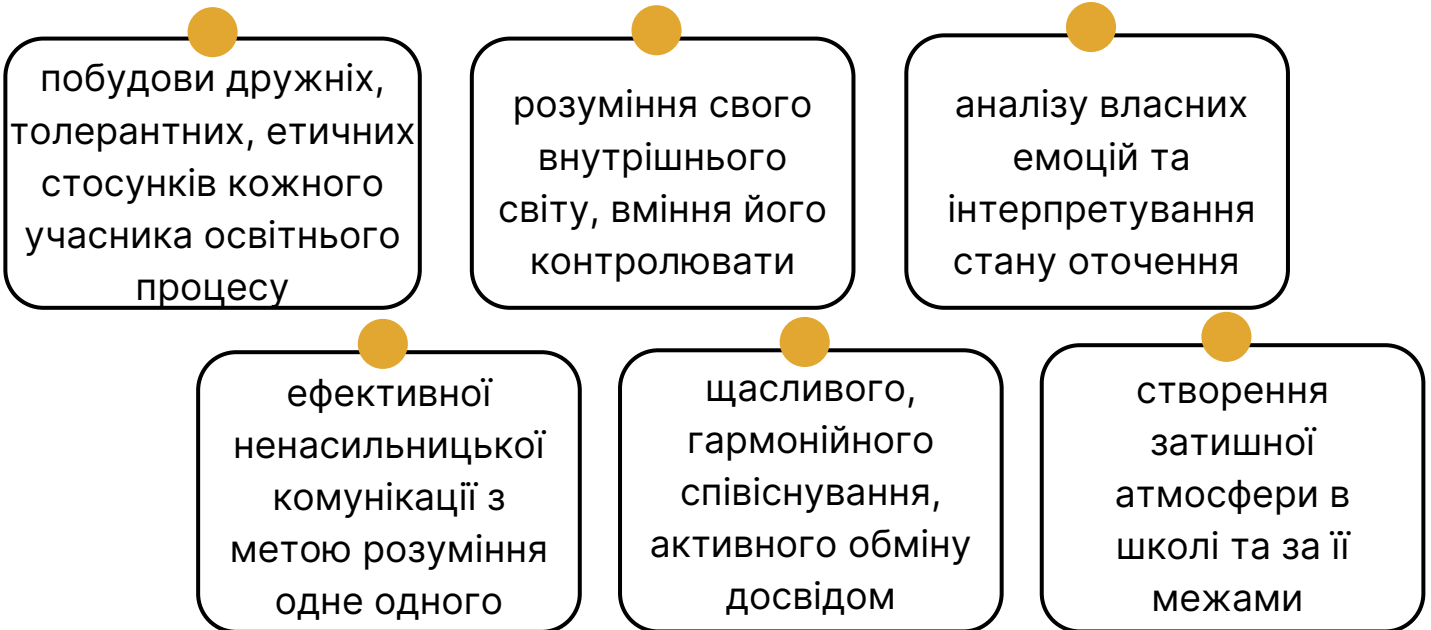 побудови дружніх,
толерантних, етичних
стосунків кожного
учасника освітнього
процесу
розуміння свого
внутрішнього
світу, вміння його
контролювати
аналізу власних
емоцій та
інтерпретування
стану оточення
ефективної
ненасильницької
комунікації з
метою розуміння
одне одного
щасливого,
гармонійного
співіснування,
активного обміну
досвідом
створення
затишної
атмосфери в
школі та за її
межами